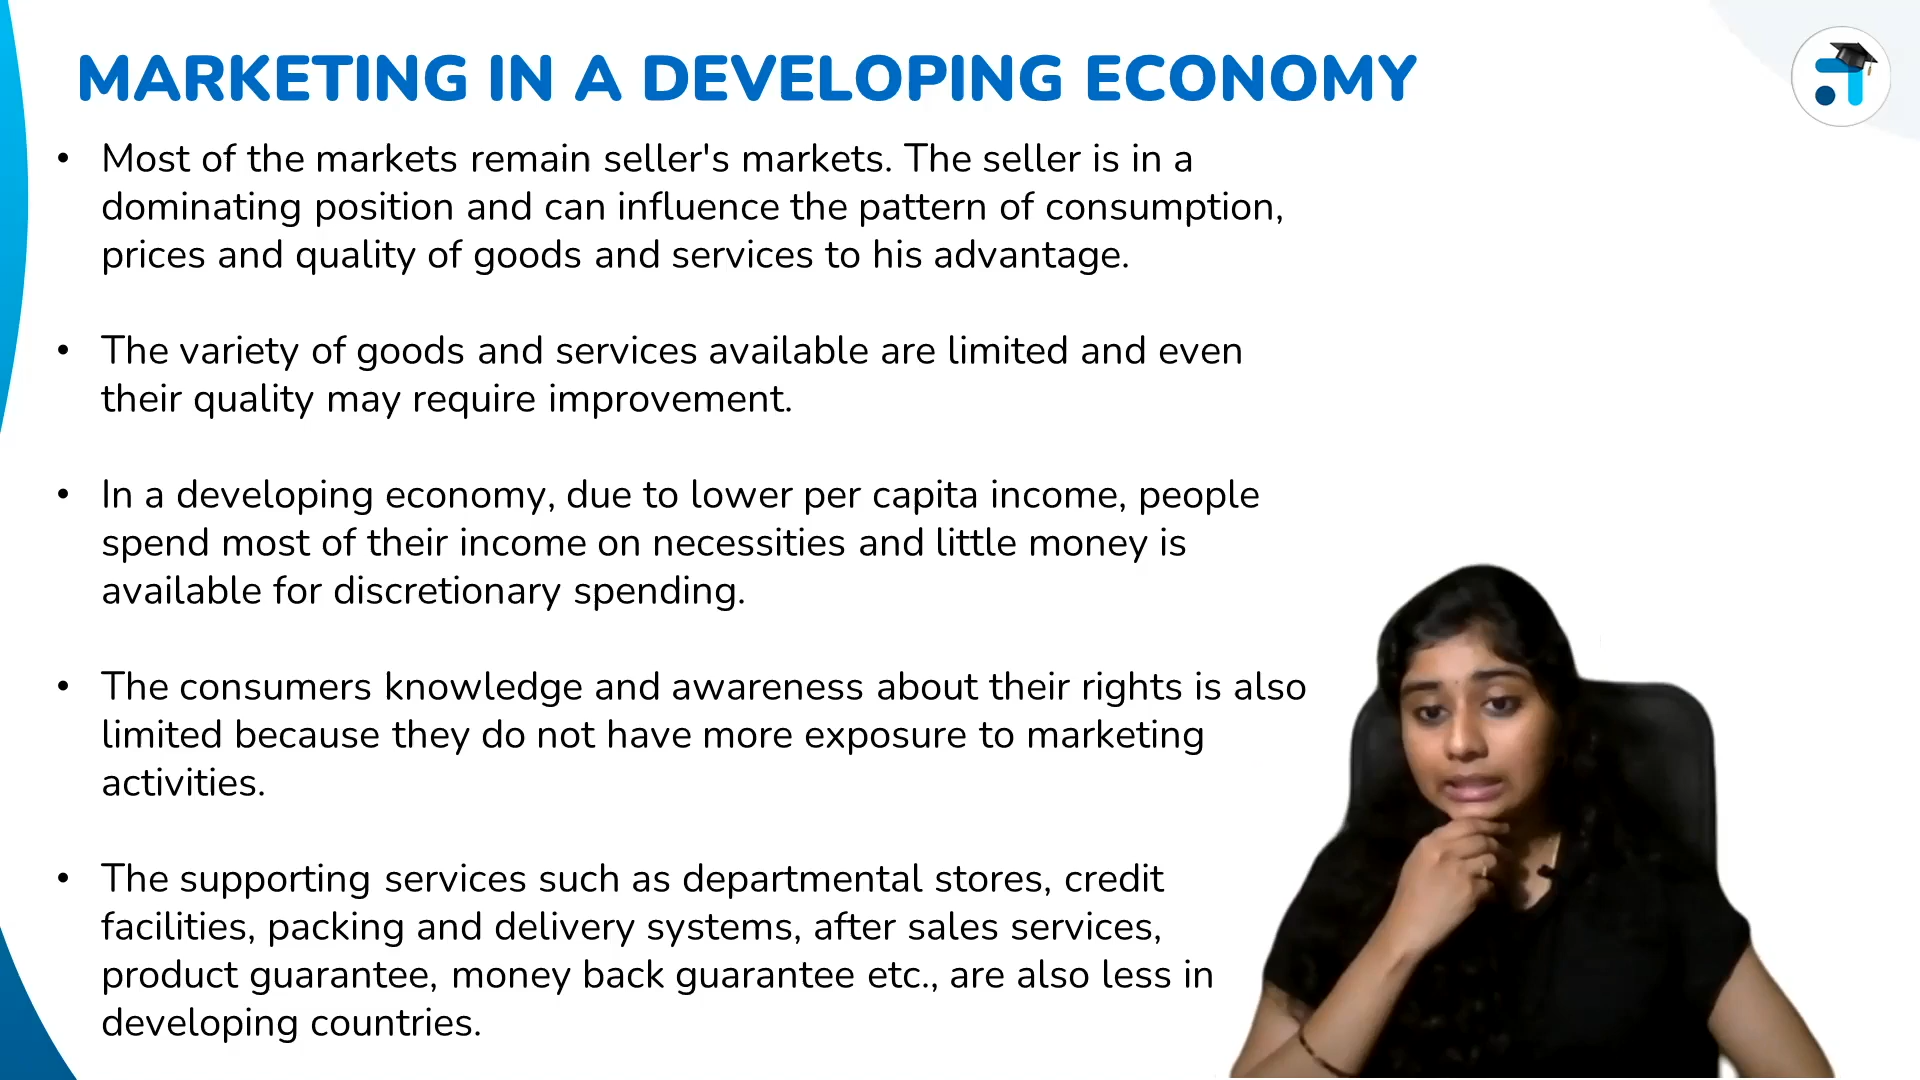 MARKETING IN A DEVELOPING ECONOMY
• Most of the markets remain seller's markets. The seller is in a
dominating position and can influence the pattern of consumption,
prices and quality of goods and services to his advantage.
• The variety of goods and services available are limited and even
their quality may require improvement.
• In a developing economy, due to lower per capita income, people
spend most of their income on necessities and little money is
available for discretionary spending.
• The consumers knowledge and awareness about their rights is also
limited because they do not have more exposure to marketing
activities.
• The supporting services such as departmental stores, credit
facilities, packing and delivery systems, after sales services,
product guarantee, money back guarantee etc., are also less in
developing countries.